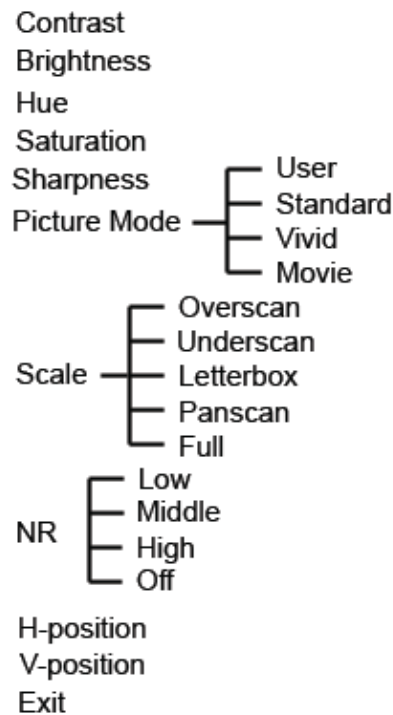 Contrast
Brightness
Hue
Saturation
Sharpness
Picture Mode
User
Standard
Vivid
Movie
Scale
Overscan
Underscan
Letterbox
Panscan
Full
NR
Low
Middle
High
Off
H-position
V-position
Exit